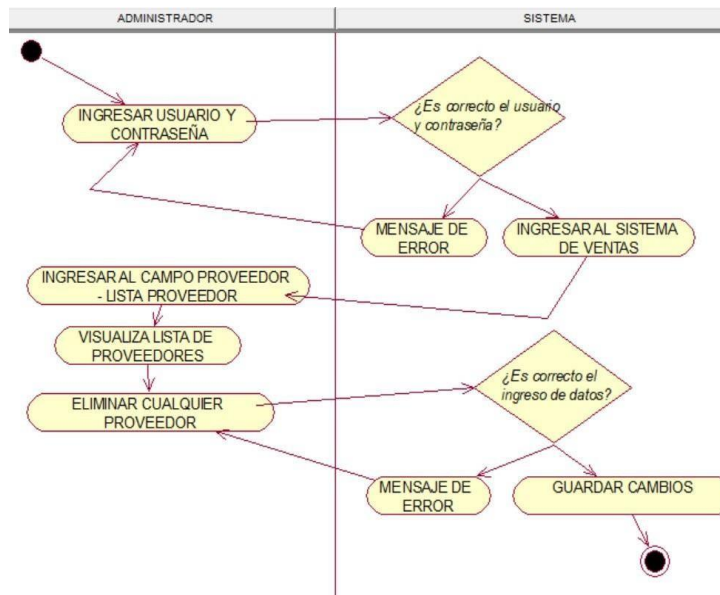 ADMINISTRADOR
SISTEMA
INGRESAR USUARIO Y
CONTRASEÑA
¿Es correcto el usuario
y contraseña?
MENSAJE DE
ERROR
INGRESAR AL SISTEMA
DE VENTAS
INGRESAR AL CAMPO PROVEEDOR
- LISTA PROVEEDOR
VISUALIZA LISTA DE
PROVEEDORES
ELIMINAR CUALQUIER
PROVEEDOR
¿Es correcto el
ingreso de datos?
MENSAJE DE
ERROR
GUARDAR CAMBIOS